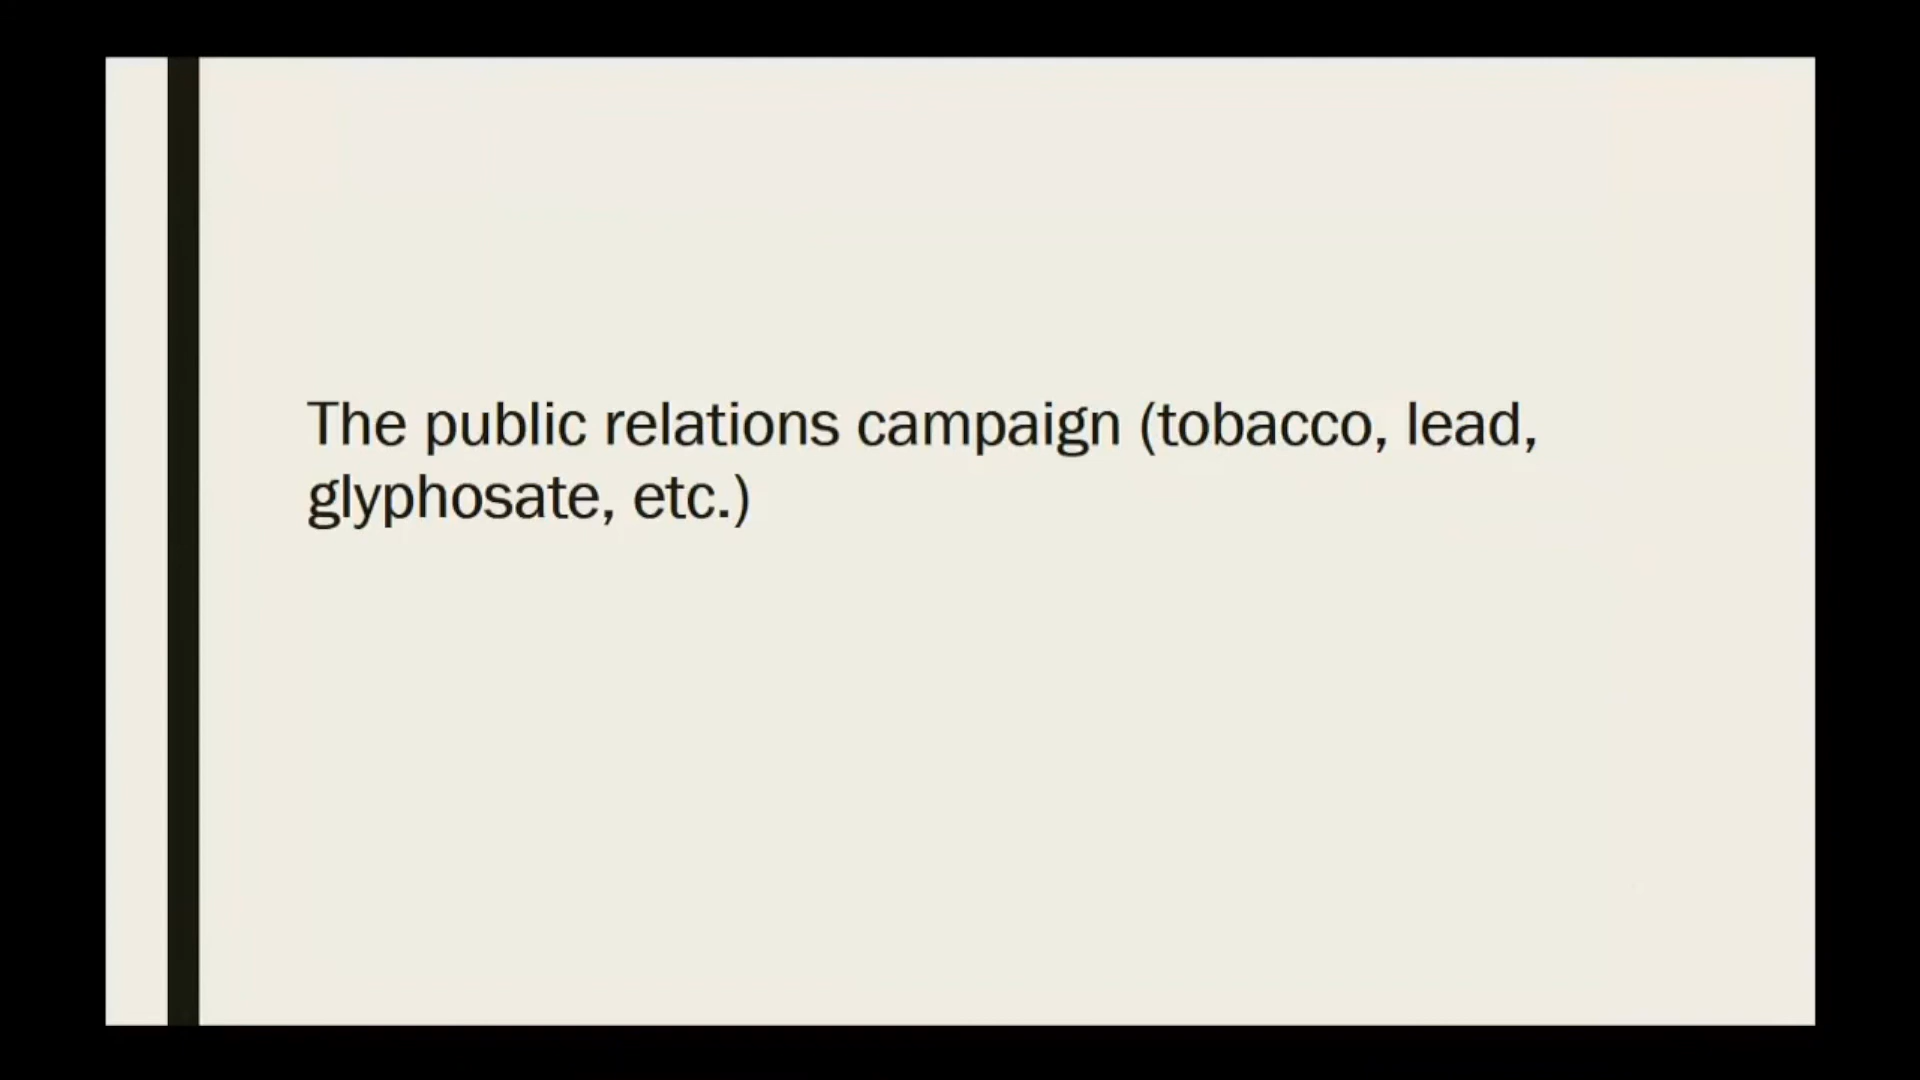 The public relations campaign (tobacco, lead,
glyphosate, etc.)